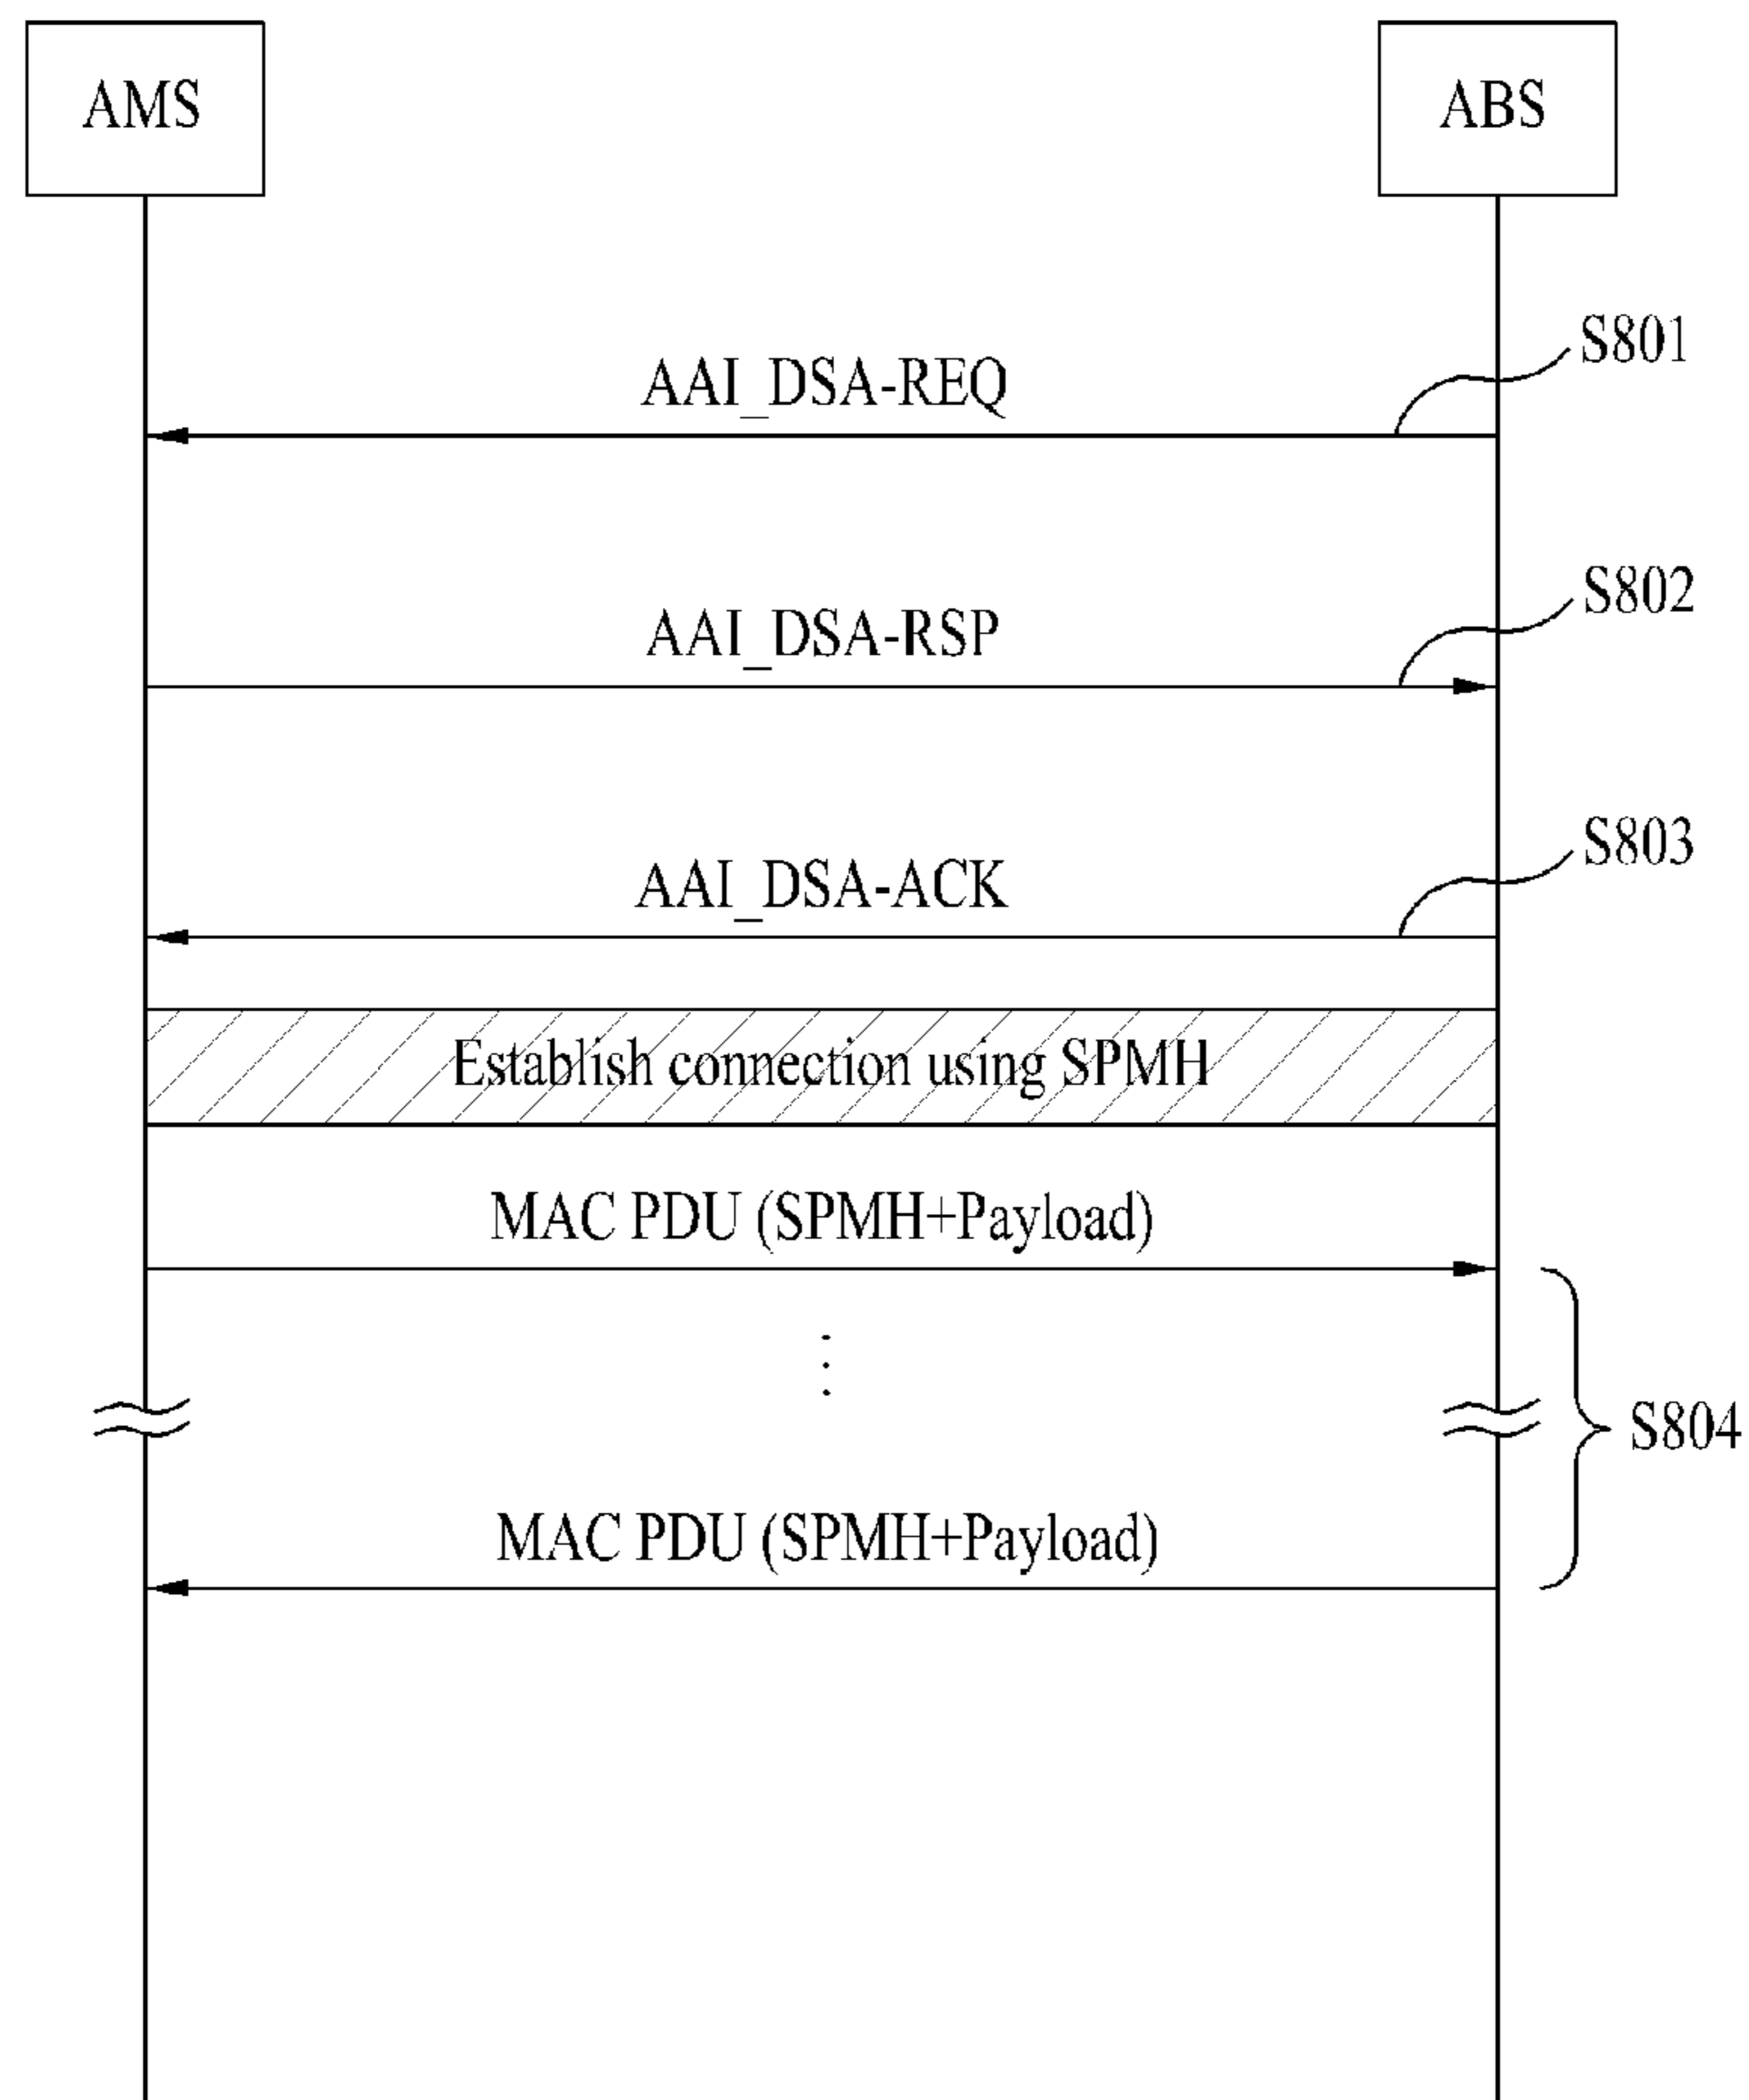 AMS
ABS
S801
AAI_DSA-REQ
S802
AAI_DSA-RSP
S803
AAI_DSA-ACK
Establish connection using SPMH
MAC PDU (SPMH+Payload)
S804
MAC PDU (SPMH+Payload)